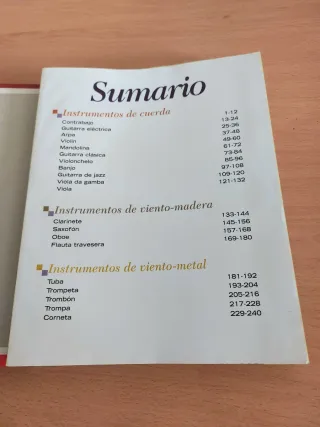 Sumario
Instrumentos de cuerda
Contrabajo 1-12
Guitarra eléctrica 13-24
Arpa 25-36
Violín 37-48
Mandolina 49-60
Guitarra clásica 61-72
Violonchelo 73-84
Banjo 85-96
Guitarra de jazz 97-108
Viola da gamba 109-120
Viola 121-132
Instrumentos de viento-madera
Clarinete 133-144
Saxofón 145-156
Oboe 157-168
Flauta travesera 169-180
Instrumentos de viento-metal
Tuba 181-192
Trompeta 193-204
Trombón 205-216
Trompa 217-228
Corneta 229-240